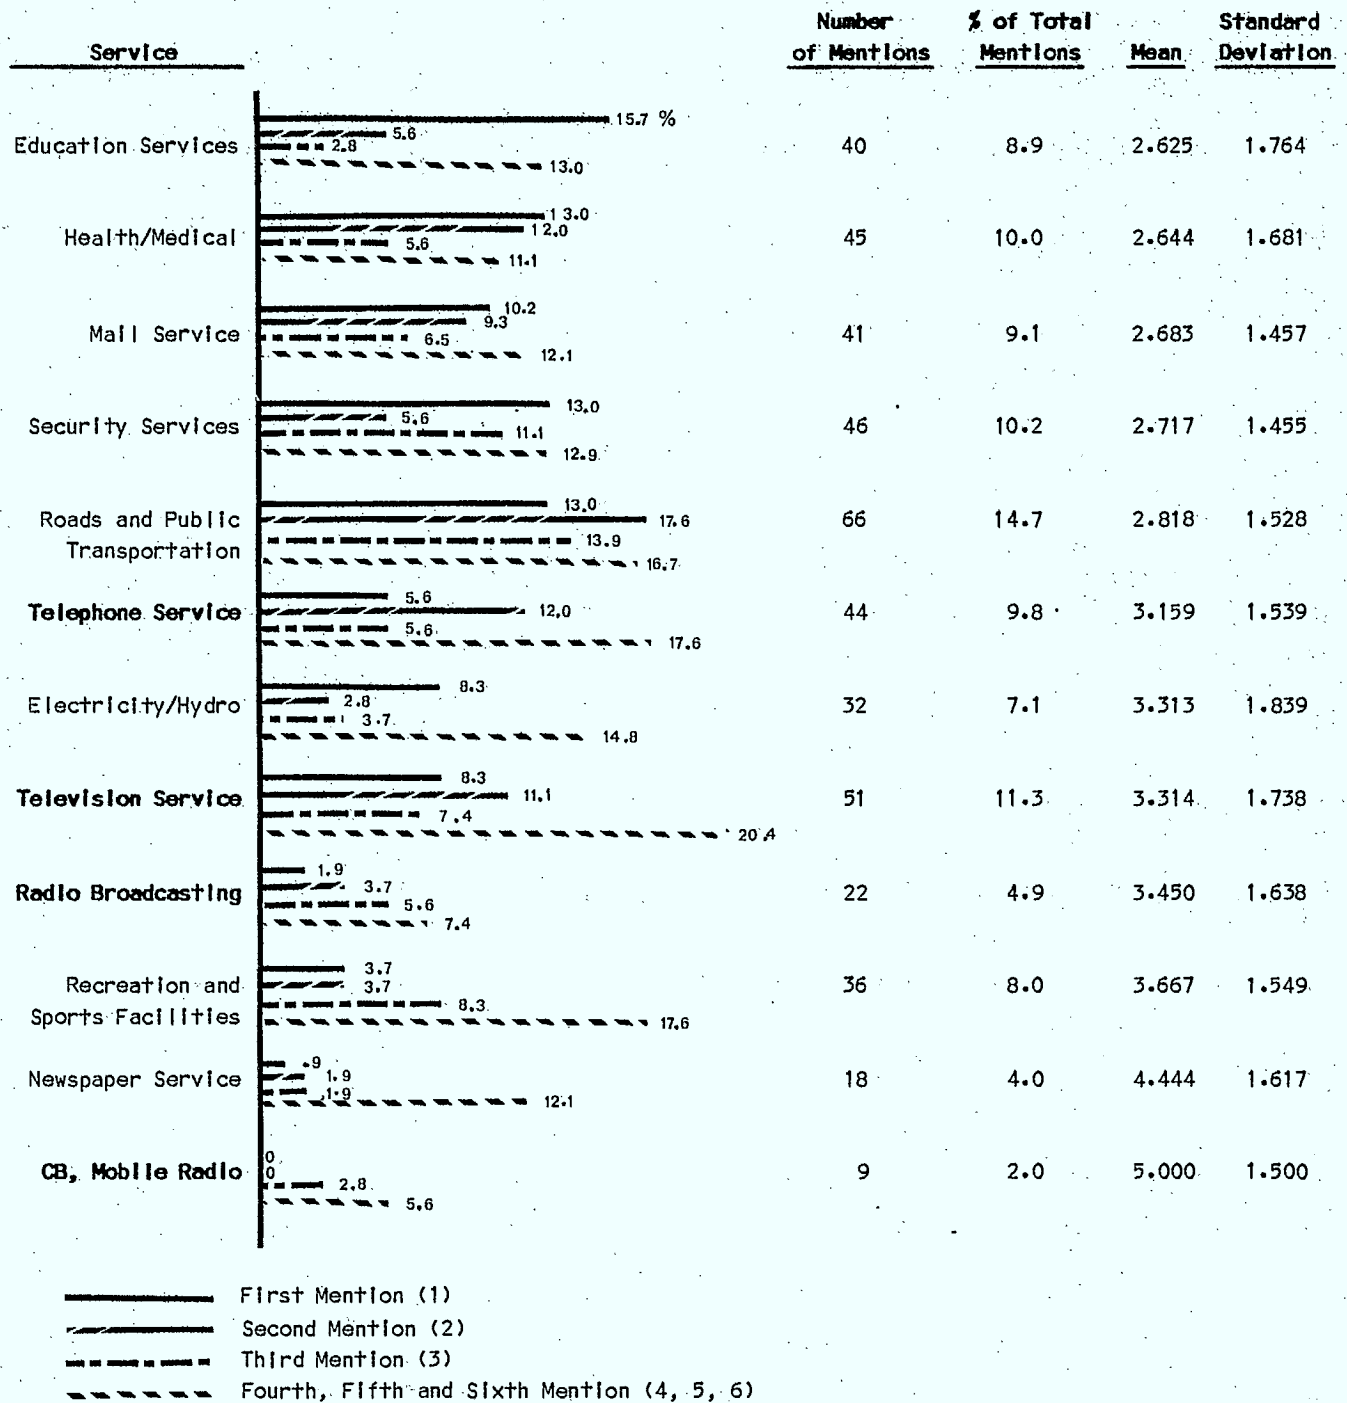 Number % of Total Standard
Service of Mentions Mentions Mean Deviation
15.7 %
5.6
Education Services 2.8 40 8.9 2.625 1.764
13.0
13.0
12.0
Health/Medical 5.6 45 10.0 2.644 1.681
11.1
10.2
9.3
Mail Service 6.5 41 9.1 2.683 1.457
12.1
13.0
5.6
Security Services 11.1 46 10.2 2.717 1.455
12.9
13.0
Roads and Public 17.6 66 14.7 2.818 1.528
Transportation 13.9
16.7
5.6
Telephone Service 12.0 44 9.8 3.159 1.539
5.6
17.6
8.3
Electricity/Hydro 2.8 32 7.1 3.313 1.839
3.7
14.8
8.3
Television Service 11.1 51 11.3 3.314 1.738
7.4
20.4
1.9
Radio Broadcasting 3.7 22 4.9 3.450 1.638
5.6
7.4
3.7
Recreation and 3.7 36 8.0 3.667 1.549
Sports Facilities 8.3
17.6
.9
Newspaper Service 1.9 18 4.0 4.444 1.617
1.9
12.1
0
CB, Mobile Radio 0 9 2.0 5.000 1.500
2.8
5.6
First Mention (1)
Second Mention (2)
Third Mention (3)
Fourth, Fifth and Sixth Mention (4, 5, 6)